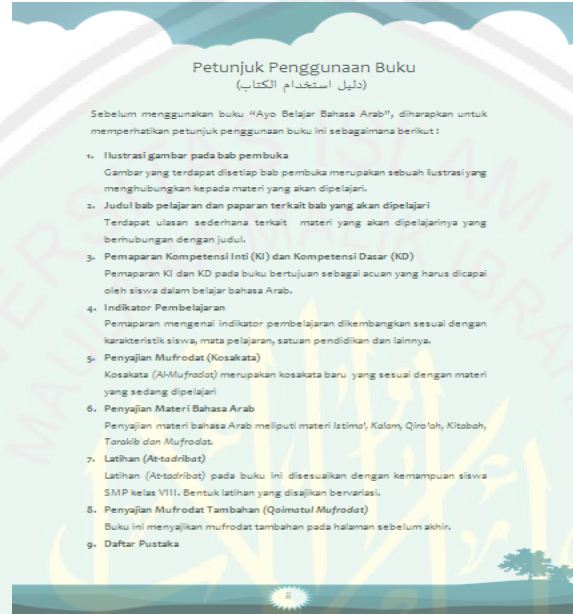 Petunjuk Penggunaan Buku
(دليل استخدام الكتاب)
Sebelum menggunakan buku “Ayo Belajar Bahasa Arab”, diharapkan untuk
memperhatikan petunjuk penggunaan buku ini sebagaimana berikut :
1. Ilustrasi gambar pada bab pembuka
Gambar yang terdapat disetiap bab pembuka merupakan sebuah ilustrasi yang
menghubungkan kepada materi yang akan dipelajari.
2. Judul bab pelajaran dan paparan terkait bab yang akan dipelajari
Terdapat ulasan sederhana terkait materi yang akan dipelajarinya yang
berhubungan dengan judul.
3. Pemaparan Kompetensi Inti (KI) dan Kompetensi Dasar (KD)
Pemaparan KI dan KD pada buku bertujuan sebagai acuan yang harus dicapai
oleh siswa dalam belajar bahasa Arab.
4. Indikator Pembelajaran
Pemaparan mengenai indikator pembelajaran dikembangkan sesuai dengan
karakteristik siswa, mata pelajaran, satuan pendidikan dan lainnya.
5. Penyajian Mufrodat (Kosakata)
Kosakata (Al-Mufradat) merupakan kosakata baru yang sesuai dengan materi
yang sedang dipelajari
6. Penyajian Materi Bahasa Arab
Penyajian materi bahasa Arab meliputi materi Istima', Kalam, Qiro'ah, Kitabah,
Tarakib dan Mufrodat.
7. Latihan (At-tadribat)
Latihan (At-tadribat) pada buku ini disesuaikan dengan kemampuan siswa
SMP kelas VIII. Bentuk latihan yang disajikan bervariasi.
8. Penyajian Mufrodat Tambahan (Qoimatul Mufrodat)
Buku ini menyajikan mufrodat tambahan pada halaman sebelum akhir.
9. Daftar Pustaka
ii